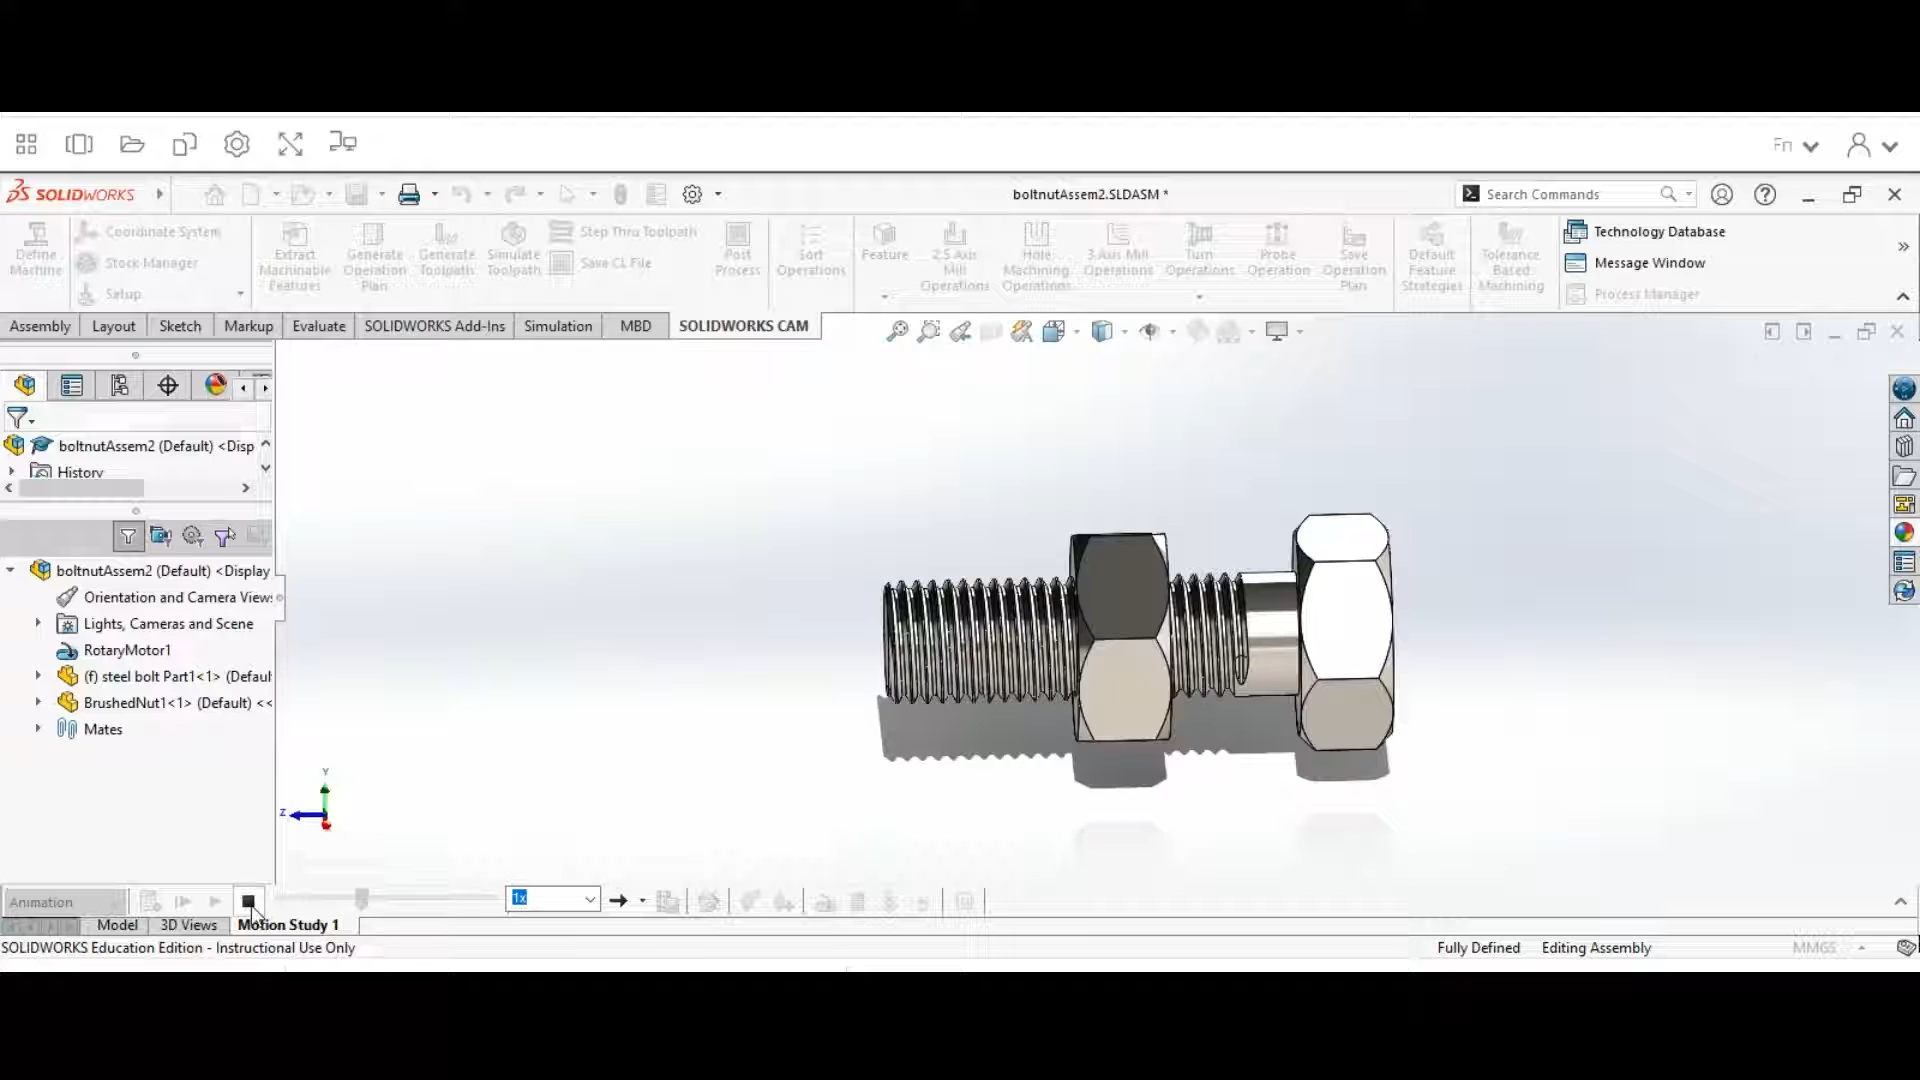 Fn
SOLIDWORKS
boltnutAssem2.SLDASM *
Search Commands
Define Machine
Coordinate System
Stock Manager
Setup
Extract Machinable Features
Generate Operation Plan
Generate Toolpath
Simulate Toolpath
Step Thru Toolpath
Save CL File
Post Process
Sort Operations
Feature
2.5 Axis Mill Operations
Hole Machining Operations
3 Axis Mill Operations
Turn Operations
Probe Operation
Save Operation Plan
Default Feature Strategies
Tolerance Based Machining
Technology Database
Message Window
Process Manager
Assembly
Layout
Sketch
Markup
Evaluate
SOLIDWORKS Add-Ins
Simulation
MBD
SOLIDWORKS CAM
boltnutAssem2 (Default) <Disp
History
boltnutAssem2 (Default) <Display
Orientation and Camera Views
Lights, Cameras and Scene
RotaryMotor1
(f) steel bolt Part1<1> (Defaul
BrushedNut1<1> (Default) <<
Mates
Y
Z
Animation
1x
Model
3D Views
Motion Study 1
SOLIDWORKS Education Edition - Instructional Use Only
Fully Defined
Editing Assembly
MMGS